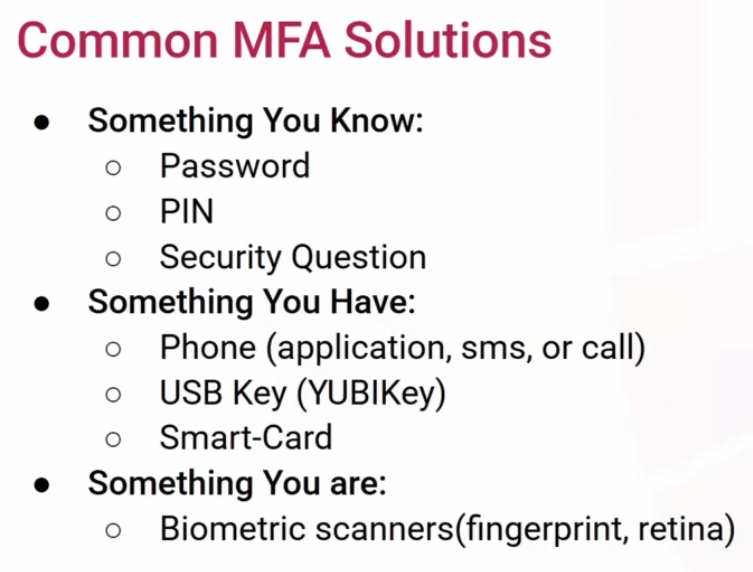 Common MFA Solutions
● Something You Know:
○ Password
○ PIN
○ Security Question
● Something You Have:
○ Phone (application, sms, or call)
○ USB Key (YUBIKey)
○ Smart-Card
● Something You are:
○ Biometric scanners(fingerprint, retina)